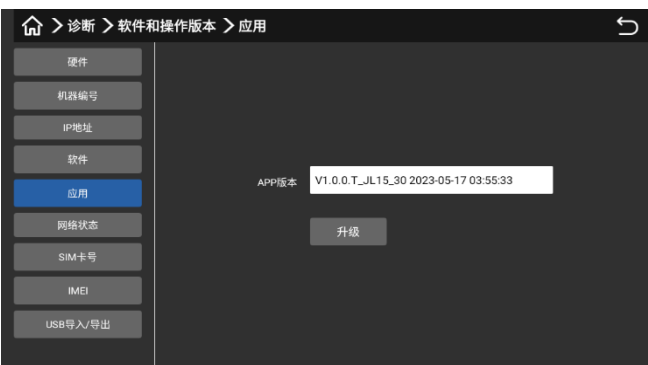 诊断 软件和操作版本 应用
硬件
机器编号
IP地址
软件
应用
网络状态
SIM卡号
IMEI
USB导入/导出
APP版本 V1.0.0.T_JL15_30 2023-05-17 03:55:33
升级